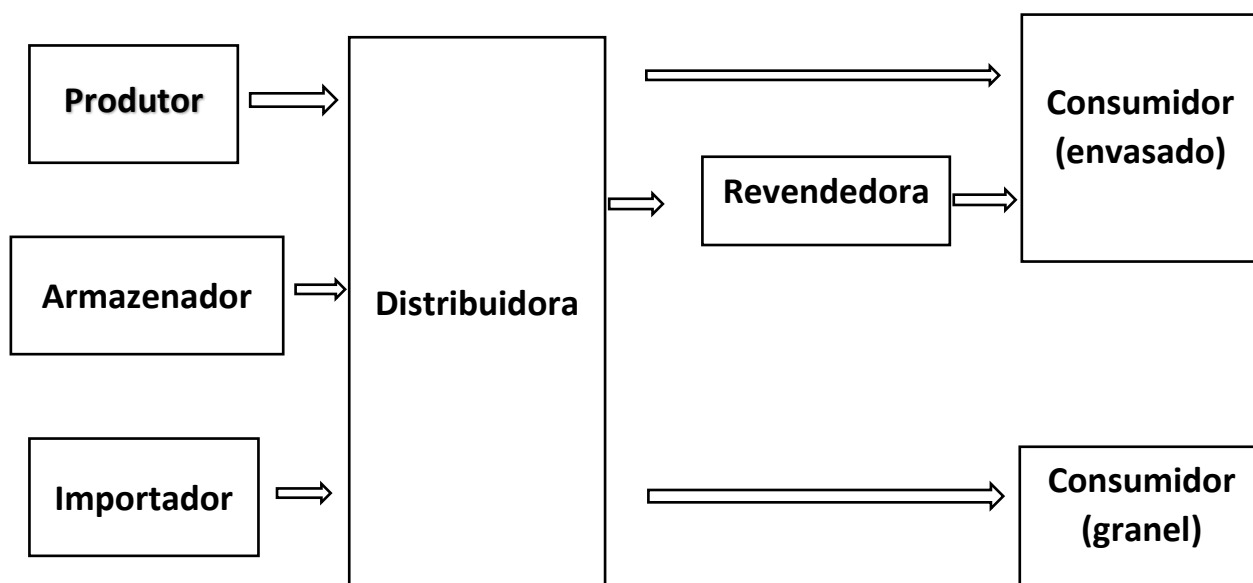 Produtor
Armazenador
Importador
Distribuidora
Revendedora
Consumidor
(envasado)
Consumidor
(granel)